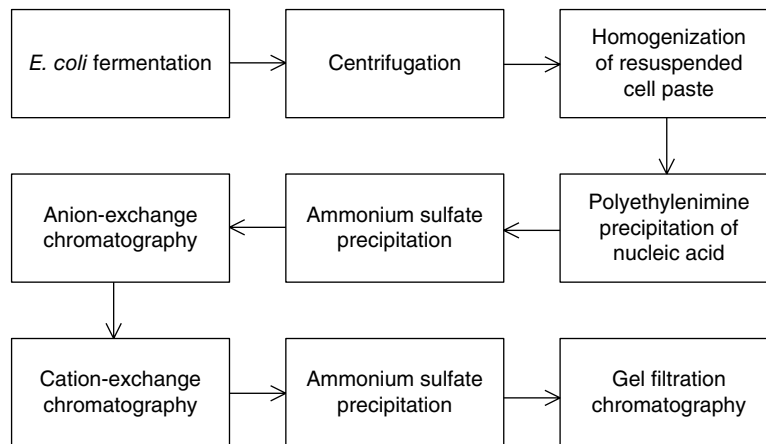 E. coli fermentation
Centrifugation
Homogenization
of resuspended
cell paste
Polyethylenimine
precipitation of
nucleic acid
Ammonium sulfate
precipitation
Anion-exchange
chromatography
Cation-exchange
chromatography
Ammonium sulfate
precipitation
Gel filtration
chromatography